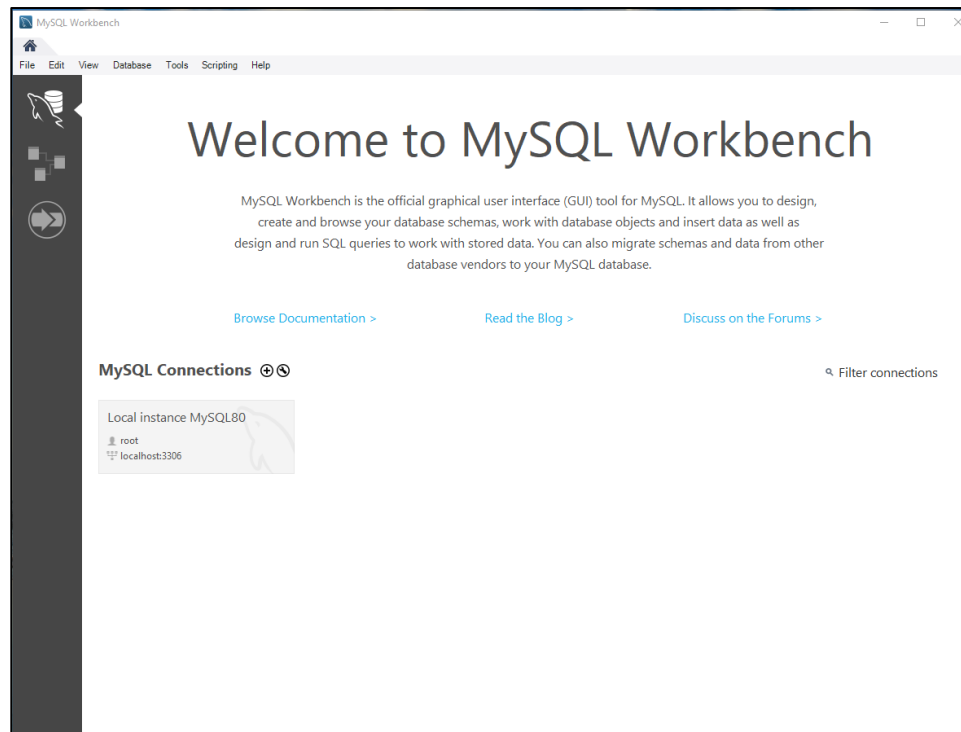 MySQL Workbench
File Edit View Database Tools Scripting Help
Welcome to MySQL Workbench
MySQL Workbench is the official graphical user interface (GUI) tool for MySQL. It allows you to design,
create and browse your database schemas, work with database objects and insert data as well as
design and run SQL queries to work with stored data. You can also migrate schemas and data from other
database vendors to your MySQL database.
Browse Documentation > Read the Blog > Discuss on the Forums >
MySQL Connections Filter connections
Local instance MySQL80
root
localhost:3306